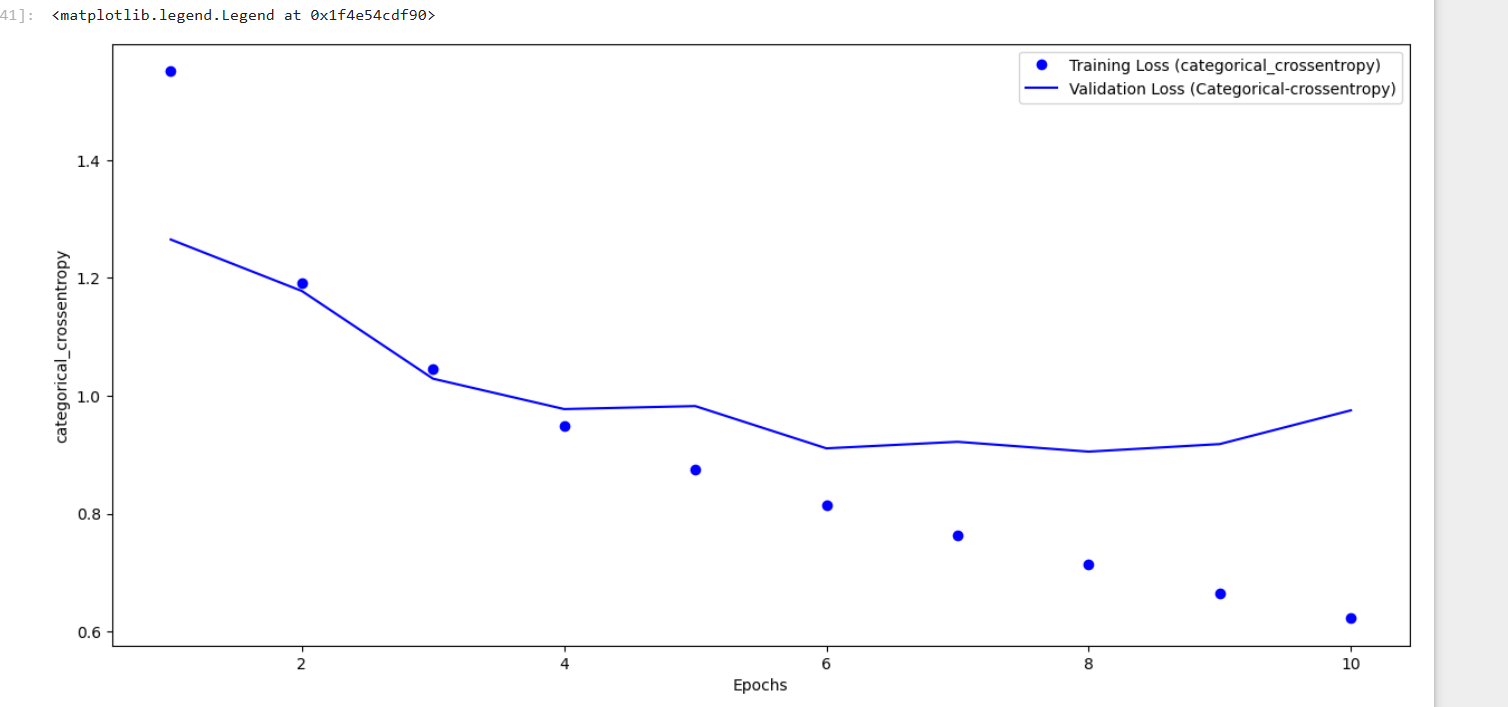 41]: <matplotlib.legend.Legend at 0x1f4e54cdf90>
Training Loss (categorical_crossentropy)
Validation Loss (Categorical-crossentropy)
categorical_crossentropy
1.4
1.2
1.0
0.8
0.6
2 4 6 8 10
Epochs